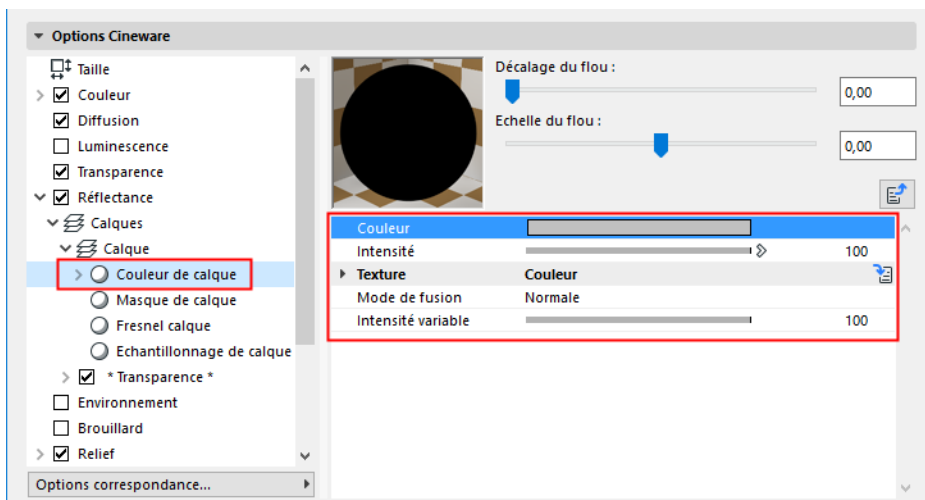 Options Cineware
Taille
Couleur
Diffusion
Luminescence
Transparence
Réflectance
Calques
Calque
Couleur de calque
Masque de calque
Fresnel calque
Echantillonnage de calque
* Transparence *
Environnement
Brouillard
Relief
Options correspondance...
Décalage du flou :
0,00
Echelle du flou :
0,00
Couleur
Intensité 100
Texture Couleur
Mode de fusion Normale
Intensité variable 100